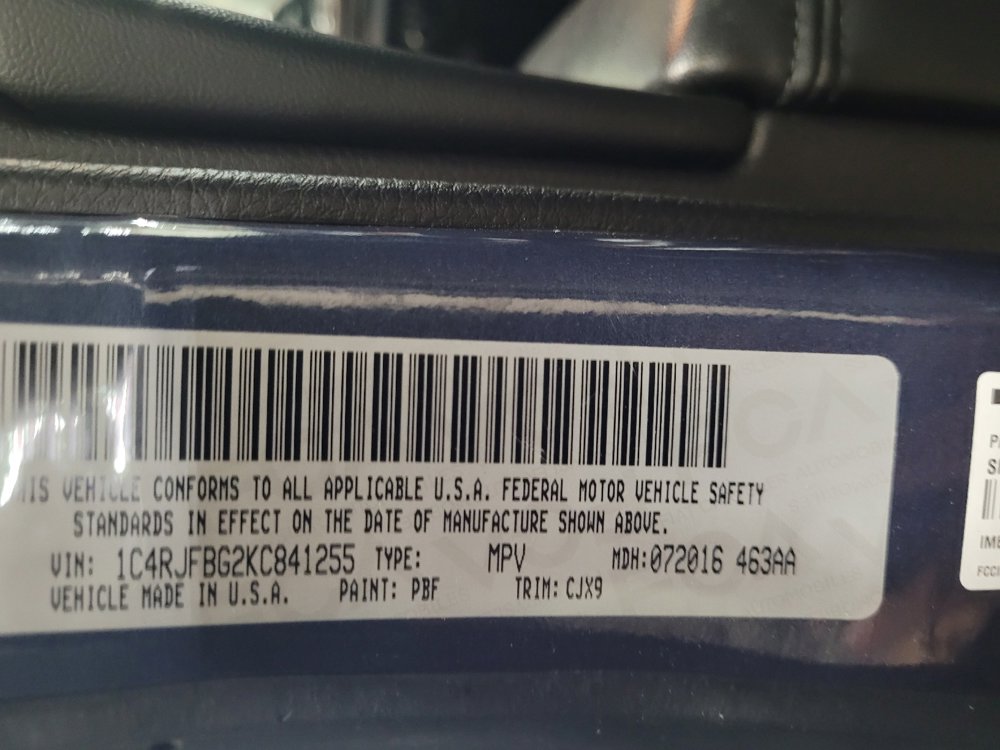 IS VEHICLE CONFORMS TO ALL APPLICABLE U.S.A. FEDERAL MOTOR VEHICLE SAFETY
STANDARDS IN EFFECT ON THE DATE OF MANUFACTURE SHOWN ABOVE.
VIN: 1C4RJFBG2KC841255 TYPE: MPV MDH:072016 463AA
VEHICLE MADE IN U.S.A. PAINT: PBF TRIM: CJX9
FCCI